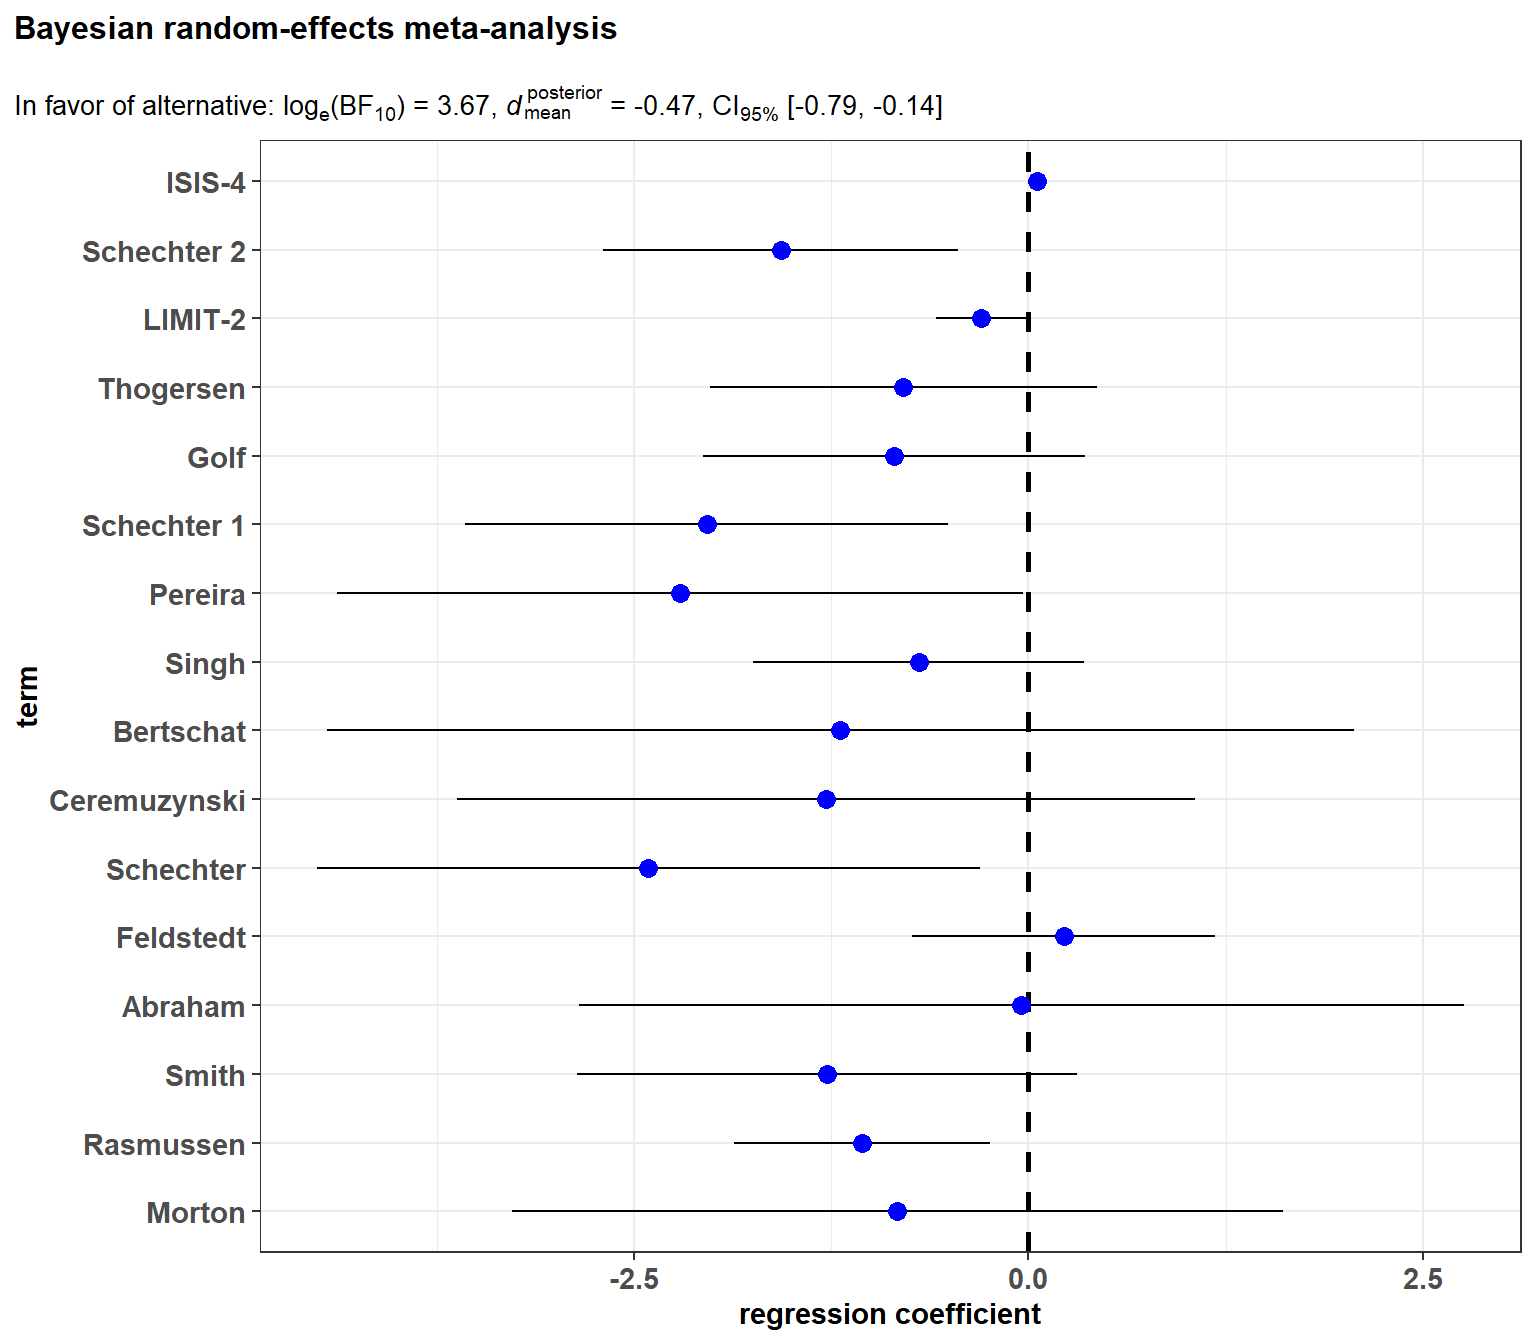 Bayesian random-effects meta-analysis
In favor of alternative: logₑ(BF₁₀) = 3.67, d posterior mean = -0.47, CI₉₅% [-0.79, -0.14]
ISIS-4
Schechter 2
LIMIT-2
Thogersen
Golf
Schechter 1
Pereira
Singh
Bertschat
Ceremuzynski
Schechter
Feldstedt
Abraham
Smith
Rasmussen
Morton
term
-2.5 0.0 2.5
regression coefficient